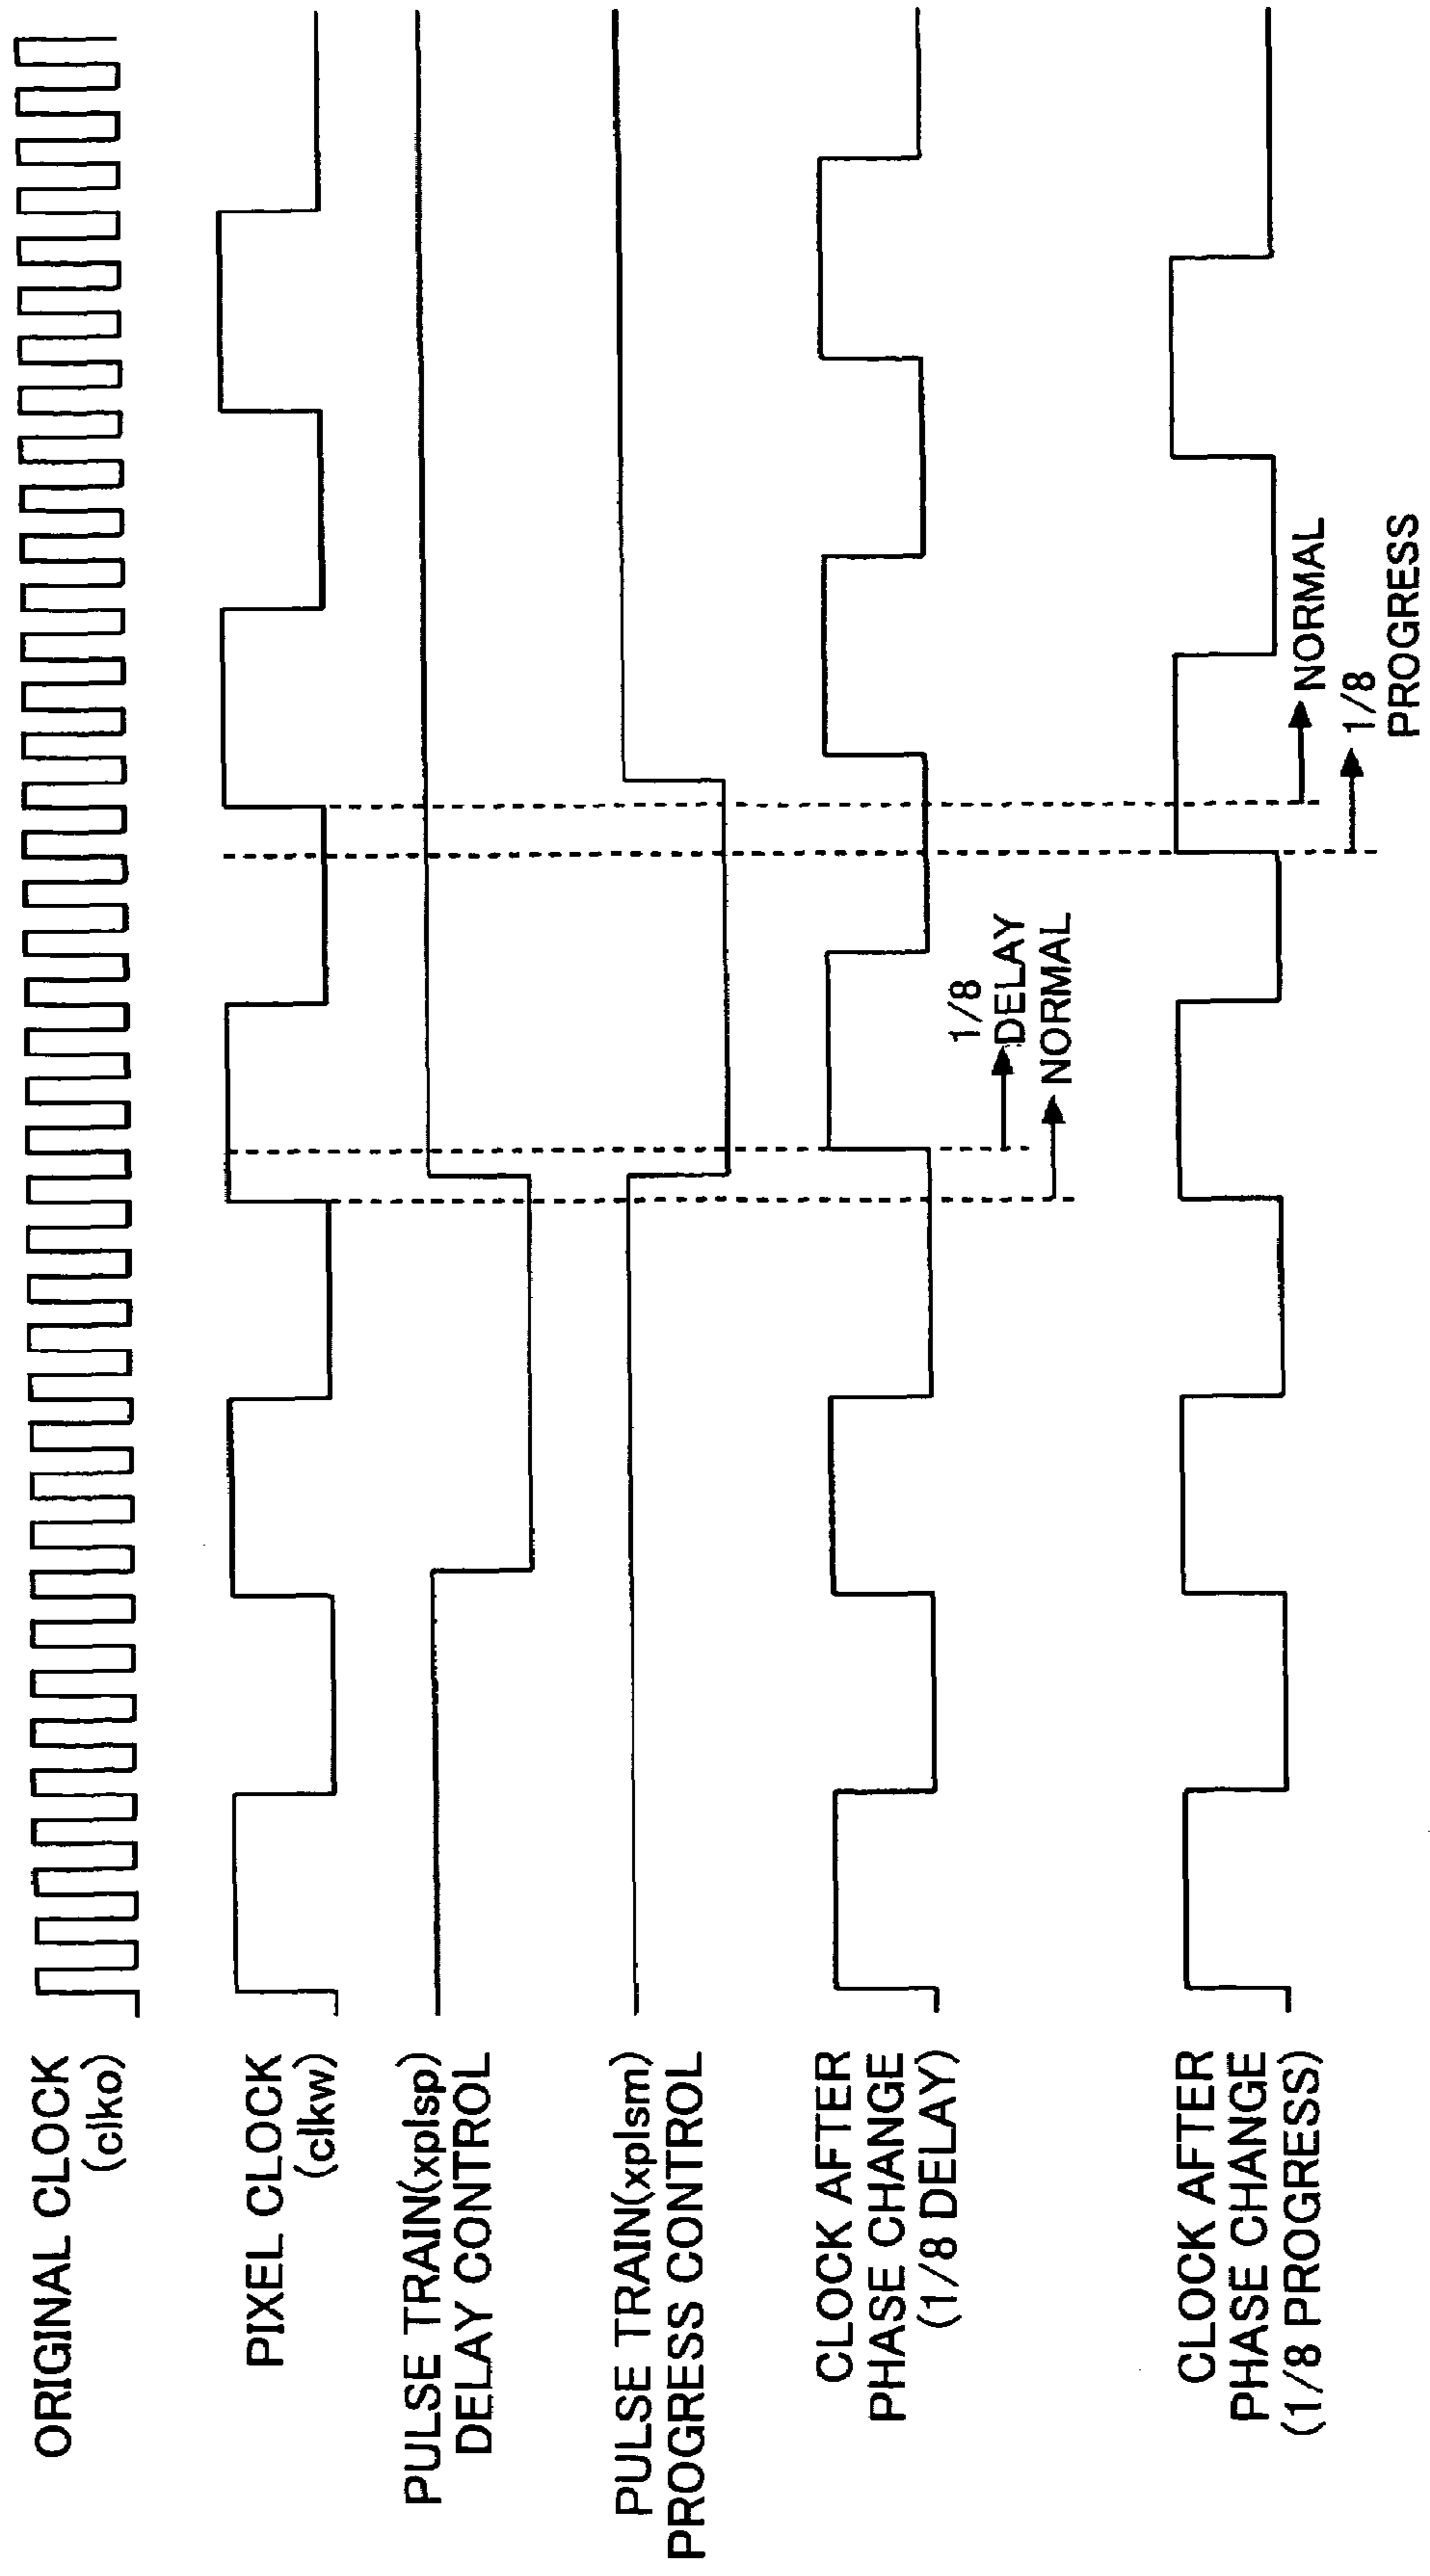 ORIGINAL CLOCK
(clko)
PIXEL CLOCK
(clkw)
PULSE TRAIN(xplsp)
DELAY CONTROL
PULSE TRAIN(xplsm)
PROGRESS CONTROL
CLOCK AFTER
PHASE CHANGE
(1/8 DELAY)
1/8
DELAY
NORMAL
CLOCK AFTER
PHASE CHANGE
(1/8 PROGRESS)
NORMAL
1/8
PROGRESS